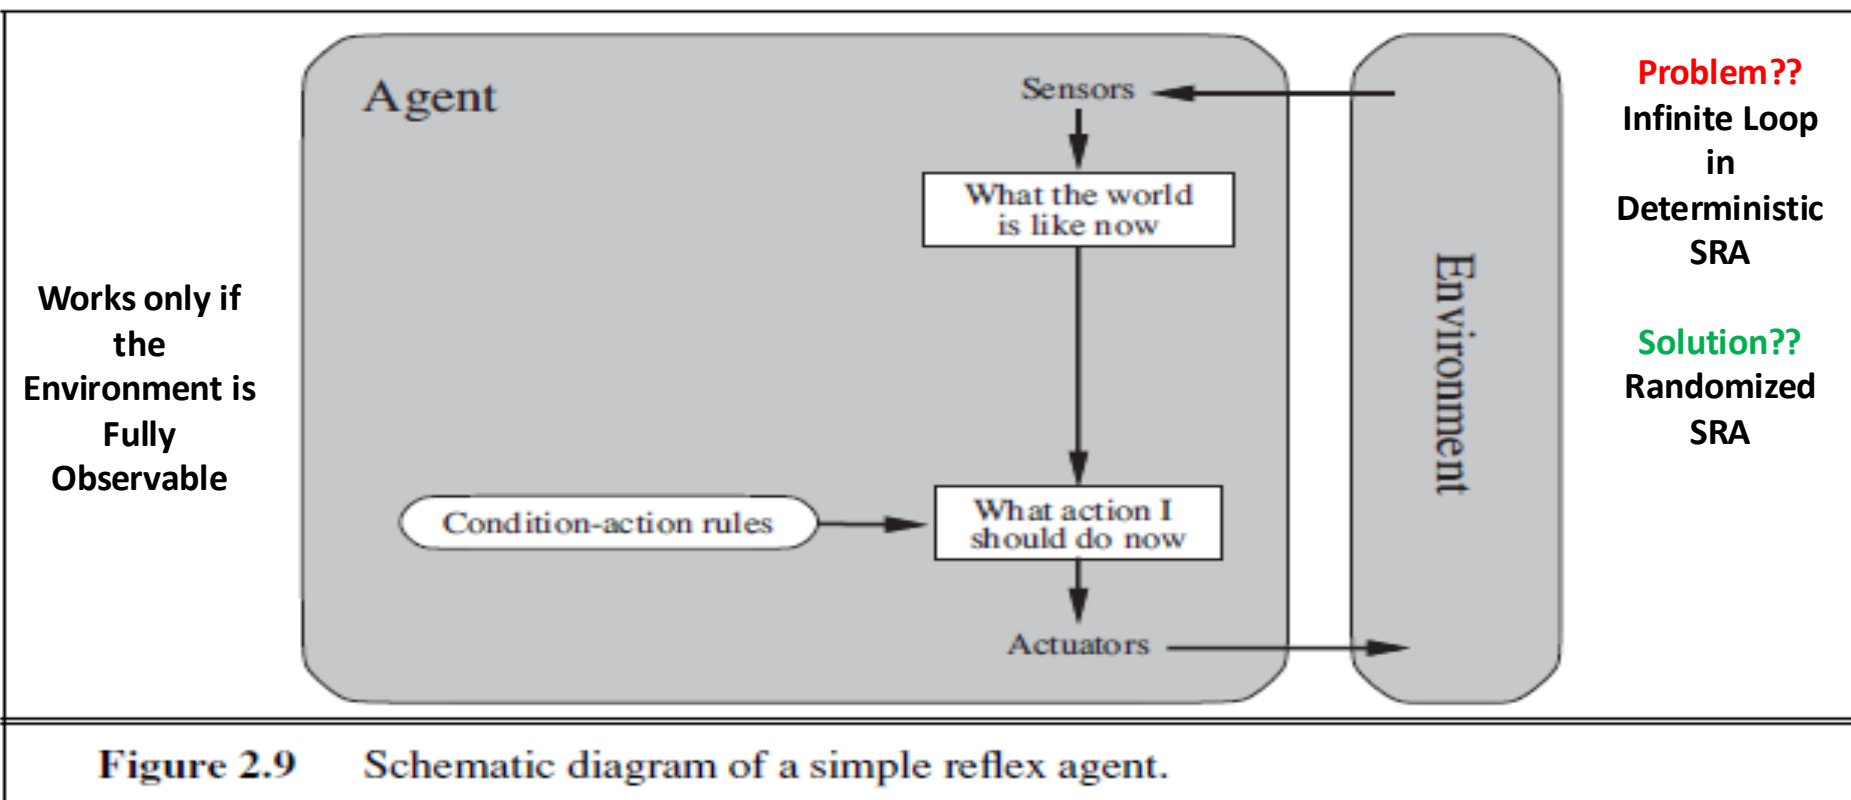 Works only if
the
Environment is
Fully
Observable
Agent
Sensors
What the world
is like now
Condition-action rules
What action I
should do now
Actuators
Environment
Problem??
Infinite Loop
in
Deterministic
SRA
Solution??
Randomized
SRA
Figure 2.9 Schematic diagram of a simple reflex agent.